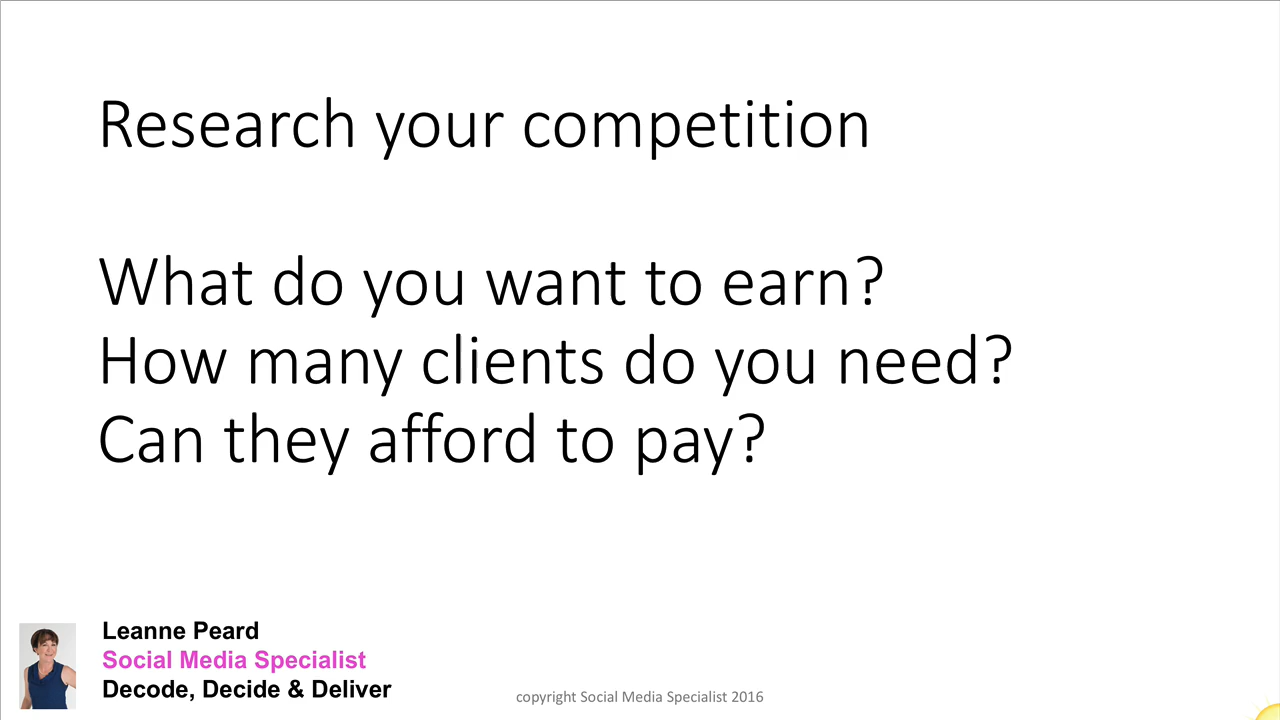 Research your competition
What do you want to earn?
How many clients do you need?
Can they afford to pay?
Leanne Peard
Social Media Specialist
Decode, Decide & Deliver
copyright Social Media Specialist 2016